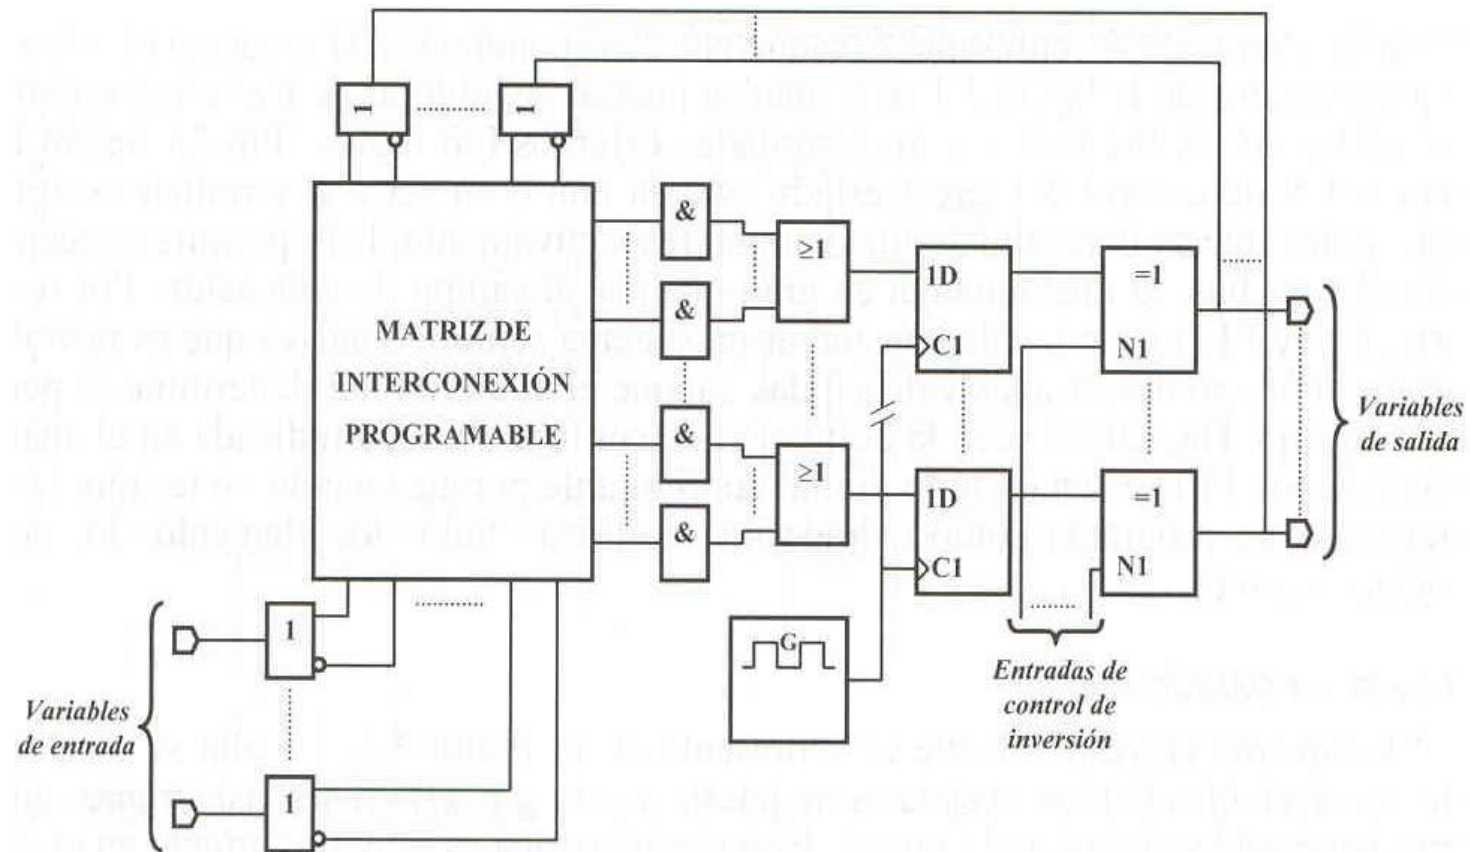 1
1
MATRIZ DE
INTERCONEXIÓN
PROGRAMABLE
&
&
&
&
≥1
≥1
1D
C1
1D
C1
=1
N1
=1
N1
G
1
1
Variables
de entrada
Entradas de
control de
inversión
Variables
de salida